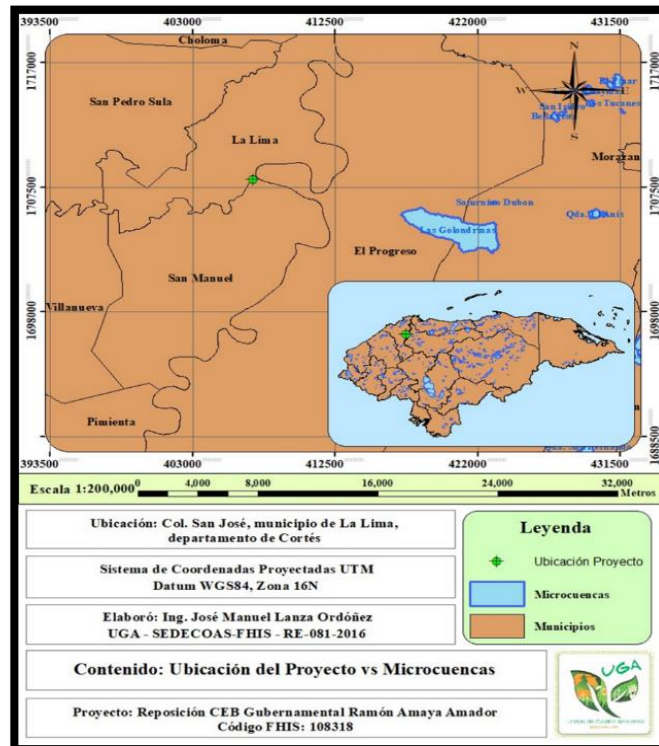 393500 403000 412500 422000 431500
Choloma
1717000 1717000
N
W E
S
San Pedro Sula
La Lima
Morazan
1707500 1707500
Saturnino Dubon
Las Golondrinas
El Progreso
San Manuel
Villanueva
1698000 1698000
Pimienta
1688500
393500 403000 412500 422000 431500
Escala 1:200,000 0 4,000 8,000 16,000 24,000 32,000
Metros
Ubicación: Col. San José, municipio de La Lima,
departamento de Cortés
Sistema de Coordenadas Proyectadas UTM
Datum WGS84, Zona 16N
Elaboró: Ing. José Manuel Lanza Ordóñez
UGA - SEDECOAS-FHIS - RE-081-2016
Contenido: Ubicación del Proyecto vs Microcuencas
Proyecto: Reposición CEB Gubernamental Ramón Amaya Amador
Código FHIS: 108318
Leyenda
Ubicación Proyecto
Microcuencas
Municipios
UGA